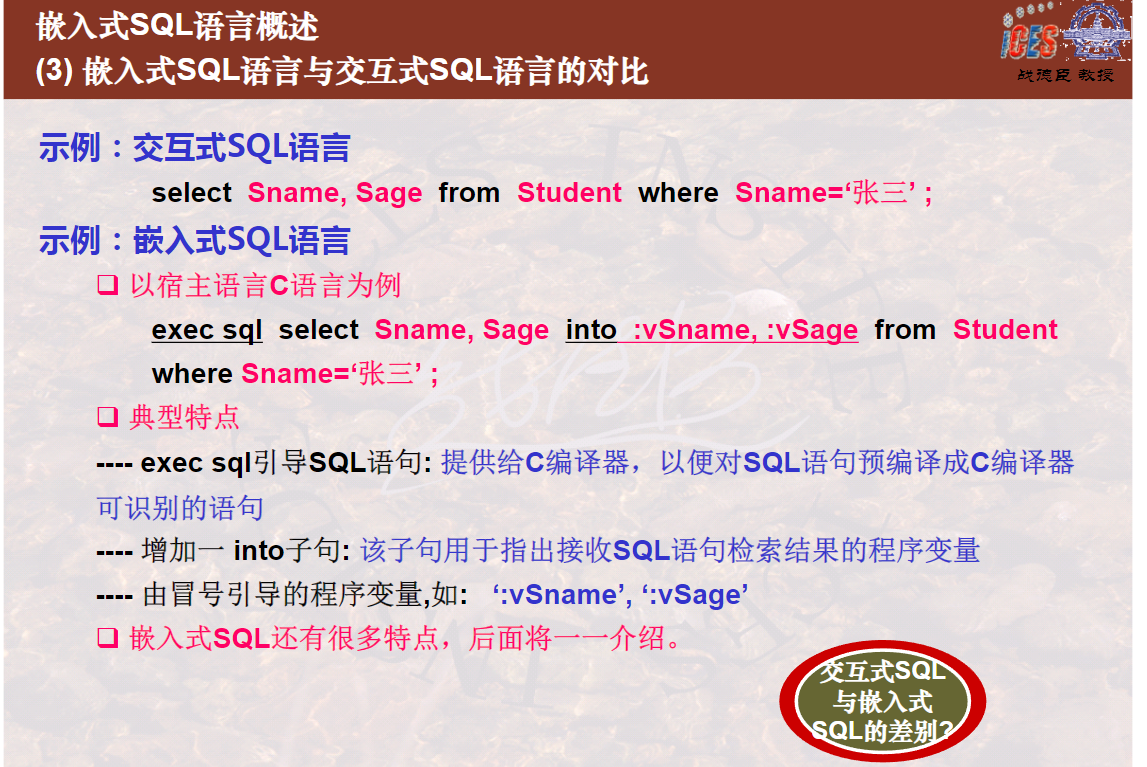 嵌入式SQL语言概述
(3) 嵌入式SQL语言与交互式SQL语言的对比
iCES
战德臣 教授
示例：交互式SQL语言
select Sname, Sage from Student where Sname=‘张三’ ;
示例：嵌入式SQL语言
❑ 以宿主语言C语言为例
exec sql select Sname, Sage into :vSname, :vSage from Student
where Sname=‘张三’ ;
❑ 典型特点
---- exec sql引导SQL语句: 提供给C编译器，以便对SQL语句预编译成C编译器
可识别的语句
---- 增加一 into子句: 该子句用于指出接收SQL语句检索结果的程序变量
---- 由冒号引导的程序变量,如: ‘:vSname’, ‘:vSage’
❑ 嵌入式SQL还有很多特点，后面将一一介绍。
交互式SQL
与嵌入式
SQL的差别?